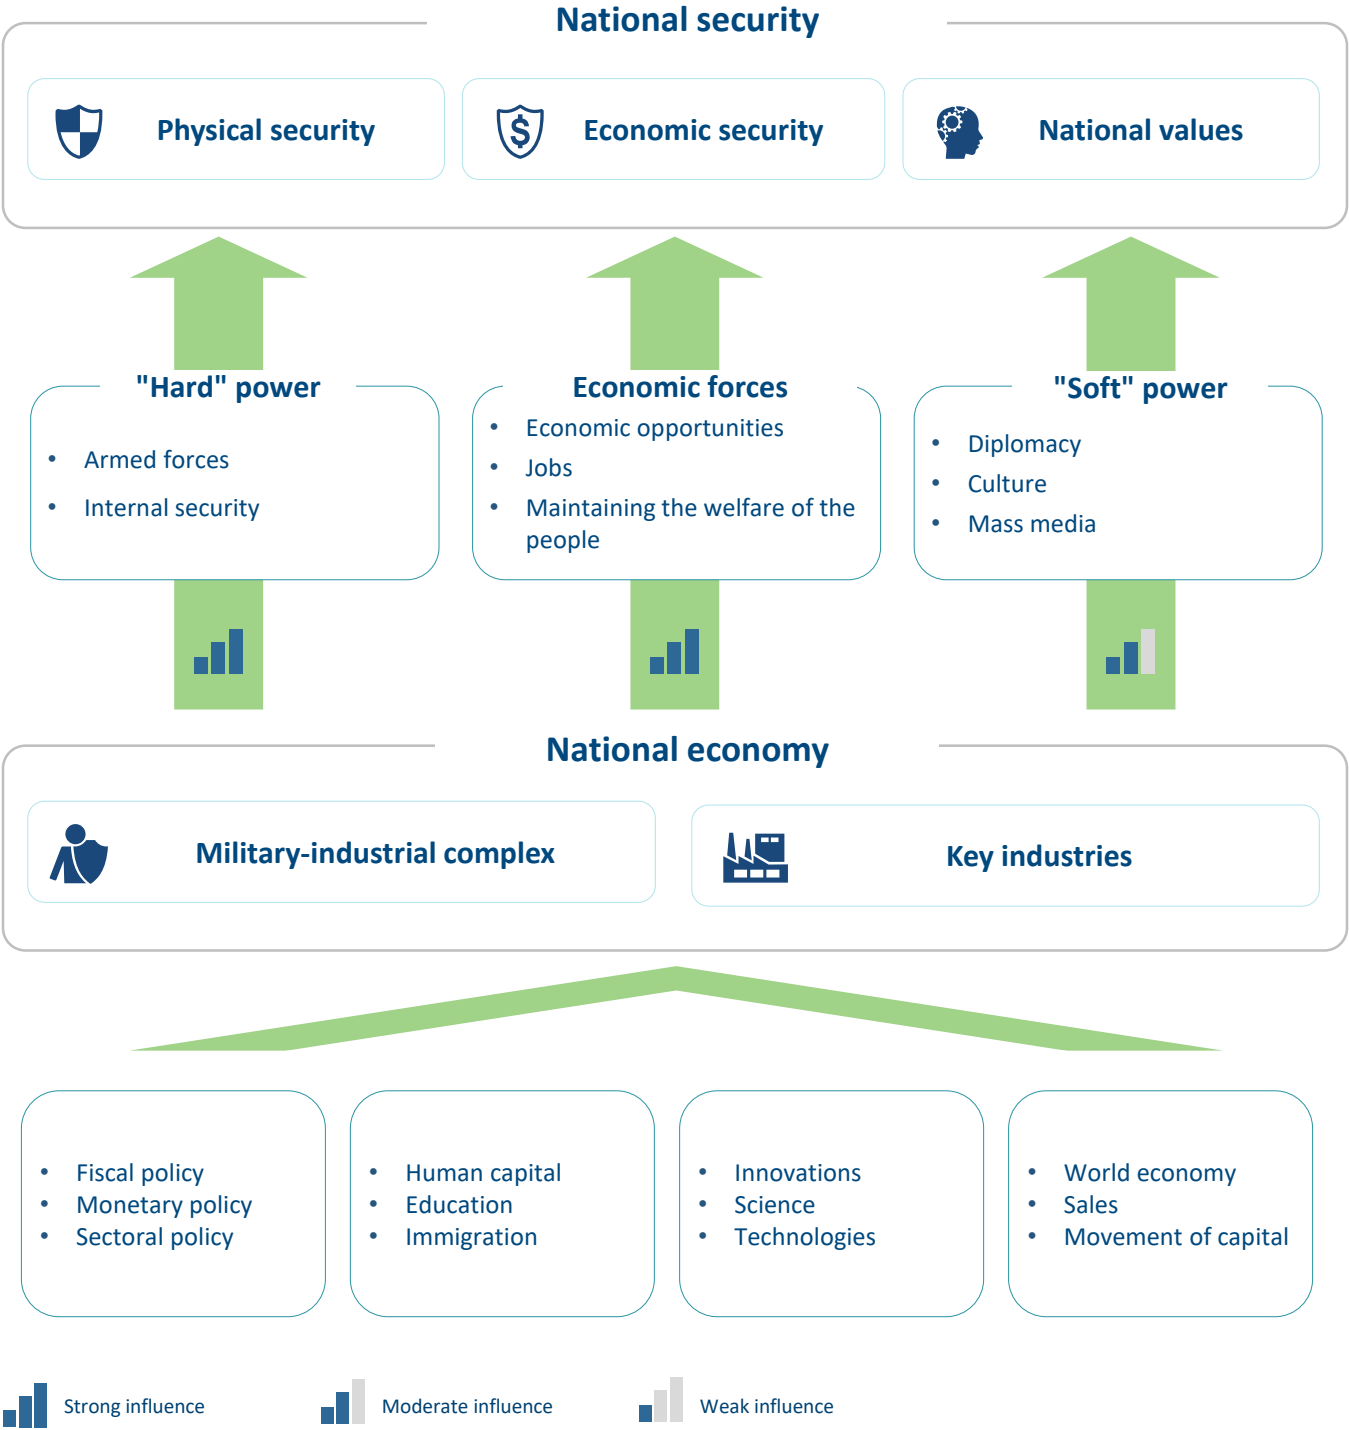 National security
Physical security
Economic security
National values
"Hard" power
• Armed forces
• Internal security
Economic forces
• Economic opportunities
• Jobs
• Maintaining the welfare of the
people
"Soft" power
• Diplomacy
• Culture
• Mass media
National economy
Military-industrial complex
Key industries
• Fiscal policy
• Monetary policy
• Sectoral policy
• Human capital
• Education
• Immigration
• Innovations
• Science
• Technologies
• World economy
• Sales
• Movement of capital
Strong influence
Moderate influence
Weak influence